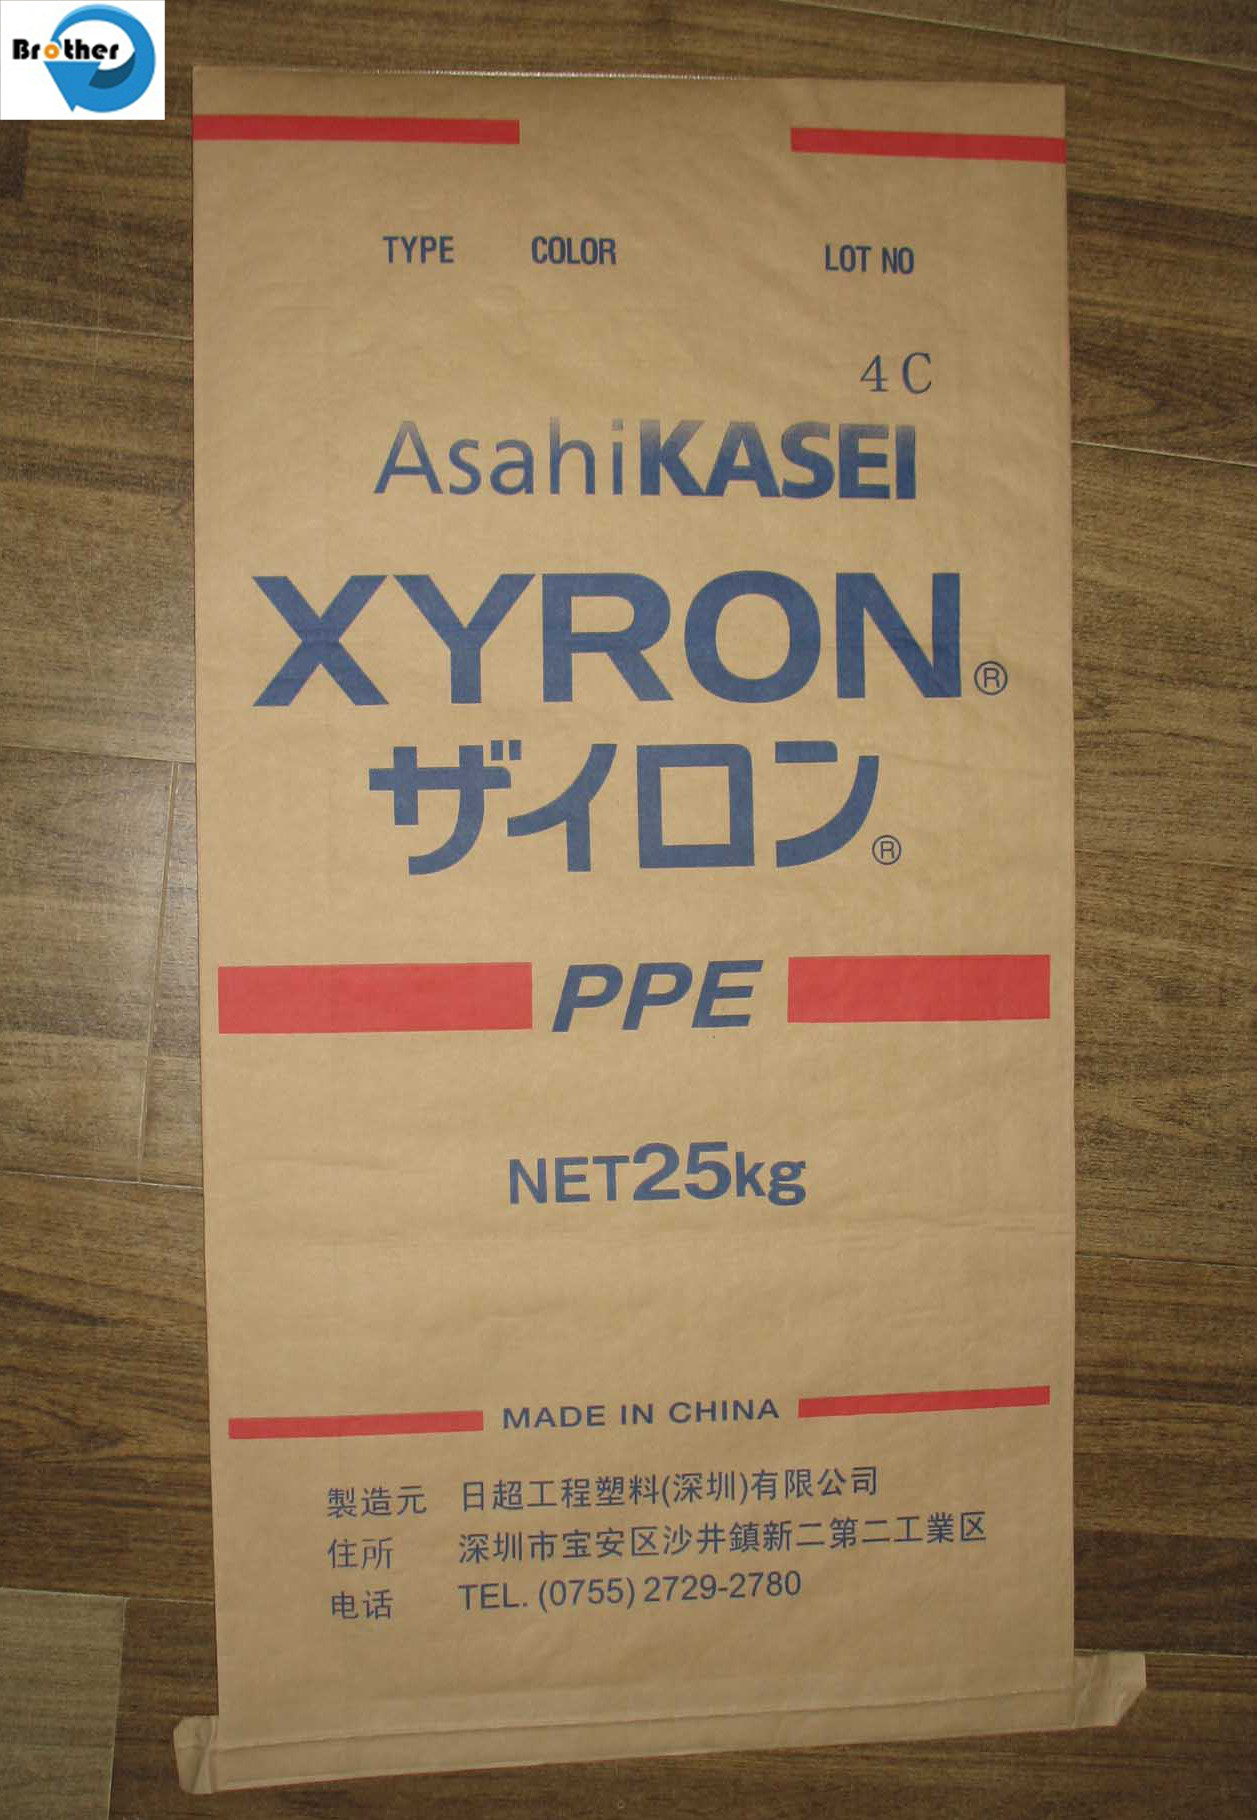 Brother
TYPE COLOR LOT NO
4C
AsahiKASEI
XYRON®
ザイロン®
PPE
NET25kg
MADE IN CHINA
製造元 日超工程塑料(深圳)有限公司
住所 深圳市宝安区沙井鎮新二第二工業区
电话 TEL. (0755) 2729-2780